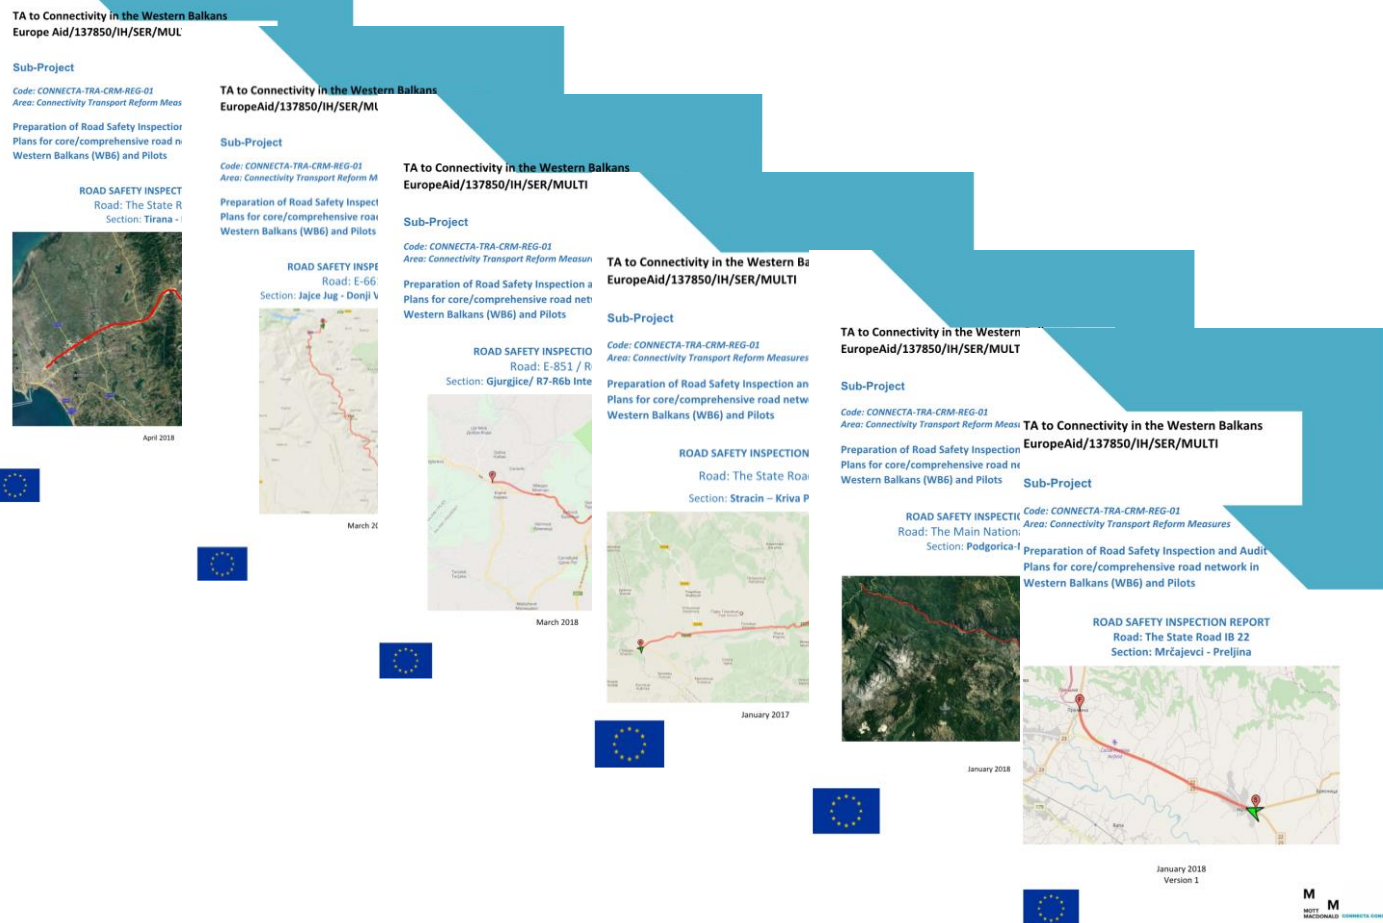 TA to Connectivity in the Western Balkans
Europe Aid/137850/IH/SER/MUL
Sub-Project
Code: CONNECTA-TRA-CRM-REG-01
Area: Connectivity Transport Reform Meas
Preparation of Road Safety Inspection
Plans for core/comprehensive road n
Western Balkans (WB6) and Pilots
ROAD SAFETY INSPECT
Road: The State R
Section: Tirana -
April 2018
TA to Connectivity in the Western Balkans
EuropeAid/137850/IH/SER/MU
Sub-Project
Code: CONNECTA-TRA-CRM-REG-01
Area: Connectivity Transport Reform M
Preparation of Road Safety Inspect
Plans for core/comprehensive road
Western Balkans (WB6) and Pilots
ROAD SAFETY INSPE
Road: E-66
Section: Jajce Jug - Donji V
March 20
TA to Connectivity in the Western Balkans
EuropeAid/137850/IH/SER/MULTI
Sub-Project
Code: CONNECTA-TRA-CRM-REG-01
Area: Connectivity Transport Reform Measur
Preparation of Road Safety Inspection a
Plans for core/comprehensive road net
Western Balkans (WB6) and Pilots
ROAD SAFETY INSPECTIO
Road: E-851 / R
Section: Gjurgjice/ R7-R6b Inte
March 2018
TA to Connectivity in the Western Ba
EuropeAid/137850/IH/SER/MULTI
Sub-Project
Code: CONNECTA-TRA-CRM-REG-01
Area: Connectivity Transport Reform Measures
Preparation of Road Safety Inspection an
Plans for core/comprehensive road netw
Western Balkans (WB6) and Pilots
ROAD SAFETY INSPECTION
Road: The State Roa
Section: Stracin – Kriva P
January 2017
TA to Connectivity in the Western
EuropeAid/137850/IH/SER/MULT
Sub-Project
Code: CONNECTA-TRA-CRM-REG-01
Area: Connectivity Transport Reform Measu
Preparation of Road Safety Inspection
Plans for core/comprehensive road ne
Western Balkans (WB6) and Pilots
ROAD SAFETY INSPECTIO
Road: The Main Nationa
Section: Podgorica-
January 2018
TA to Connectivity in the Western Balkans
EuropeAid/137850/IH/SER/MULTI
Sub-Project
Code: CONNECTA-TRA-CRM-REG-01
Area: Connectivity Transport Reform Measures
Preparation of Road Safety Inspection and Audit
Plans for core/comprehensive road network in
Western Balkans (WB6) and Pilots
ROAD SAFETY INSPECTION REPORT
Road: The State Road IB 22
Section: Mrčajevci - Preljina
January 2018
Version 1
M
M
MOTT
MACDONALD CONNECTA CON